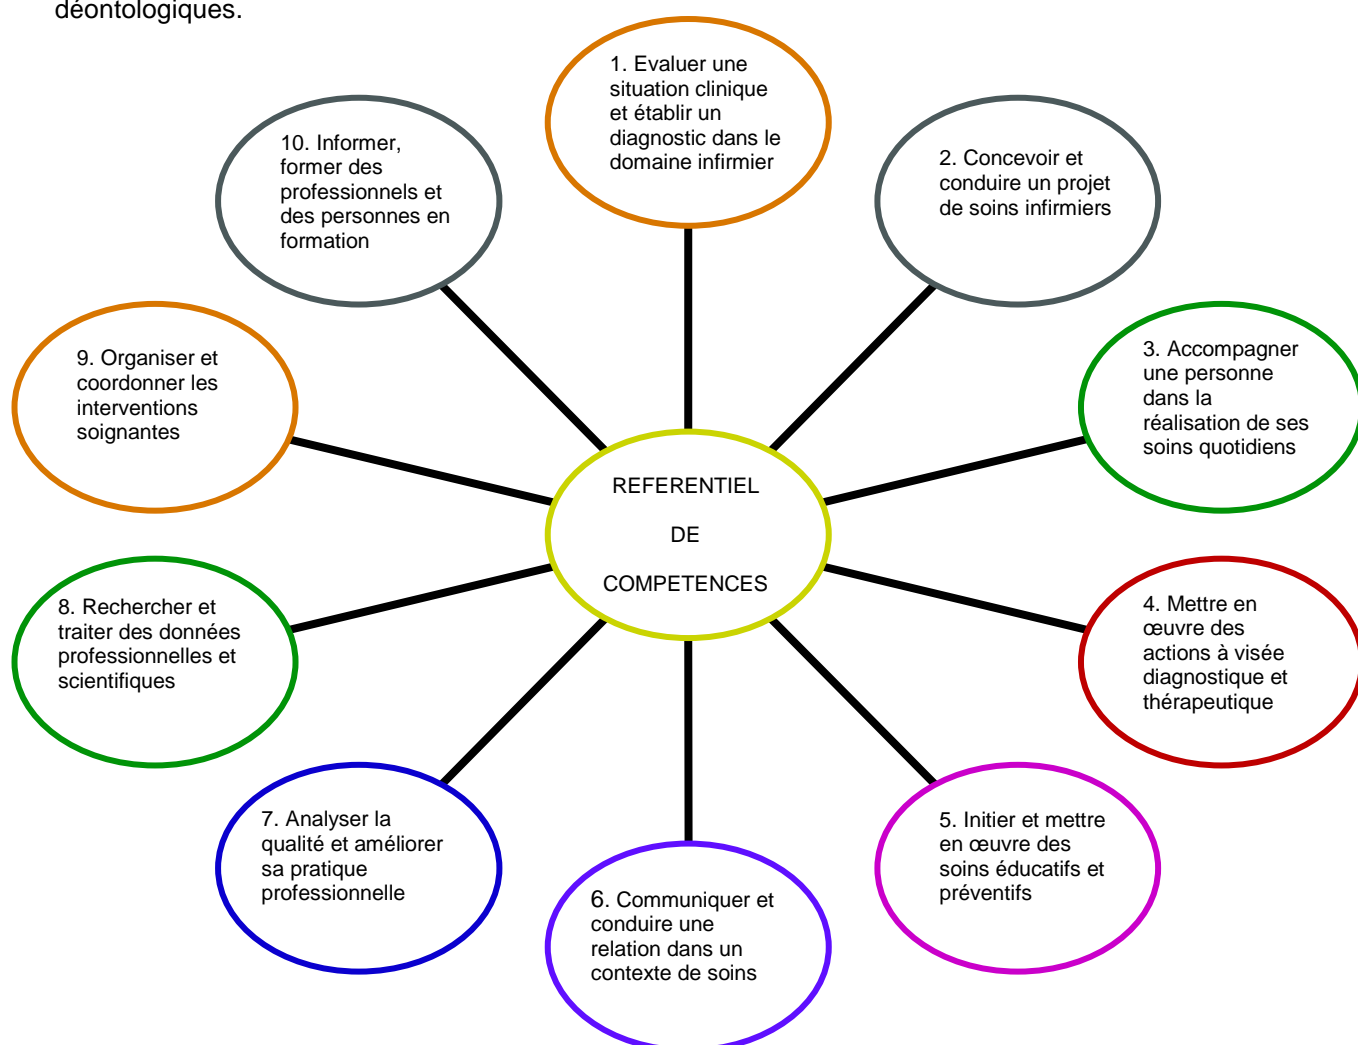 déontologiques.
1. Evaluer une
situation clinique
et établir un
diagnostic dans le
domaine infirmier
2. Concevoir et
conduire un projet
de soins infirmiers
3. Accompagner
une personne
dans la
réalisation de ses
soins quotidiens
4. Mettre en
œuvre des
actions à visée
diagnostique et
thérapeutique
5. Initier et mettre
en œuvre des
soins éducatifs et
préventifs
6. Communiquer et
conduire une
relation dans un
contexte de soins
7. Analyser la
qualité et améliorer
sa pratique
professionnelle
8. Rechercher et
traiter des données
professionnelles et
scientifiques
9. Organiser et
coordonner les
interventions
soignantes
10. Informer,
former des
professionnels et
des personnes en
formation
REFERENTIEL
DE
COMPETENCES